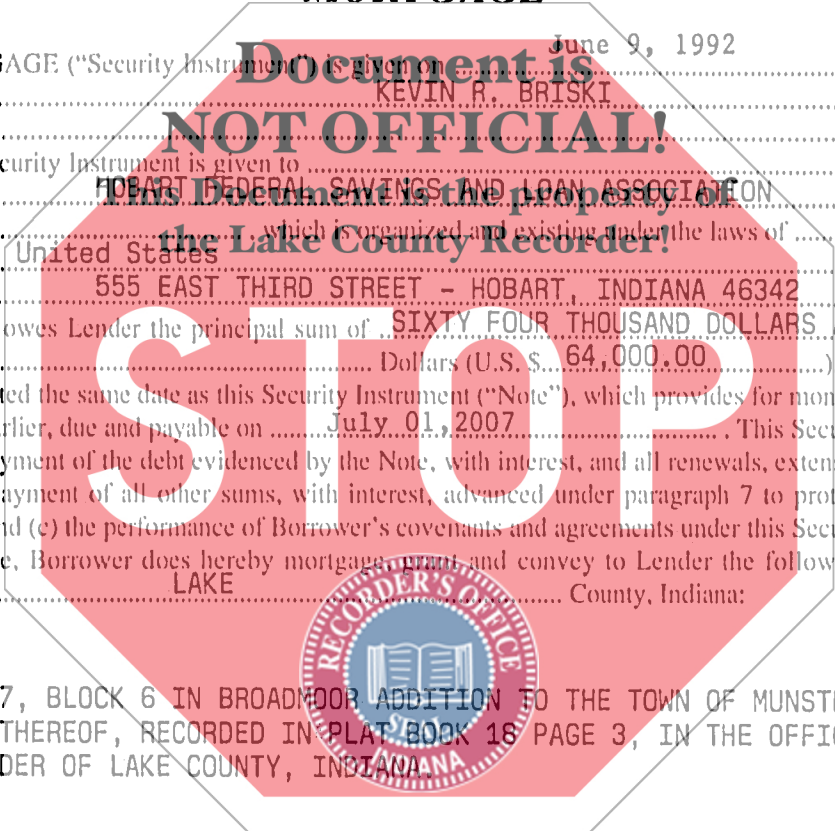 MORTGAGE
June 9, 1992
AGE (“Security Instrument”) is given on
Document is
KEVIN R. BRISKI
NOT OFFICIAL!
curity Instrument is given to
HOBART FEDERAL SAVINGS AND LOAN ASSOCIATION
This Document is the property of
which is organized and existing under the laws of
the Lake County Recorder!
United States
555 EAST THIRD STREET - HOBART, INDIANA 46342
owes Lender the principal sum of SIXTY FOUR THOUSAND DOLLARS
Dollars (U.S. $ 64,000.00 )
STOP
ted the same date as this Security Instrument (“Note”), which provides for mon
rlier, due and payable on July 01,2007 . This Secu
yment of the debt evidenced by the Note, with interest, and all renewals, exten
ayment of all other sums, with interest, advanced under paragraph 7 to pro
nd (c) the performance of Borrower’s covenants and agreements under this Secu
e, Borrower does hereby mortgage, grant and convey to Lender the follow
LAKE County, Indiana:
RECORDER'S OFFICE
7, BLOCK 6 IN BROADMOOR ADDITION TO THE TOWN OF MUNST
SEAL
THEREOF, RECORDED IN PLAT BOOK 18 PAGE 3, IN THE OFFI
DER OF LAKE COUNTY, INDIANA.
INDIANA